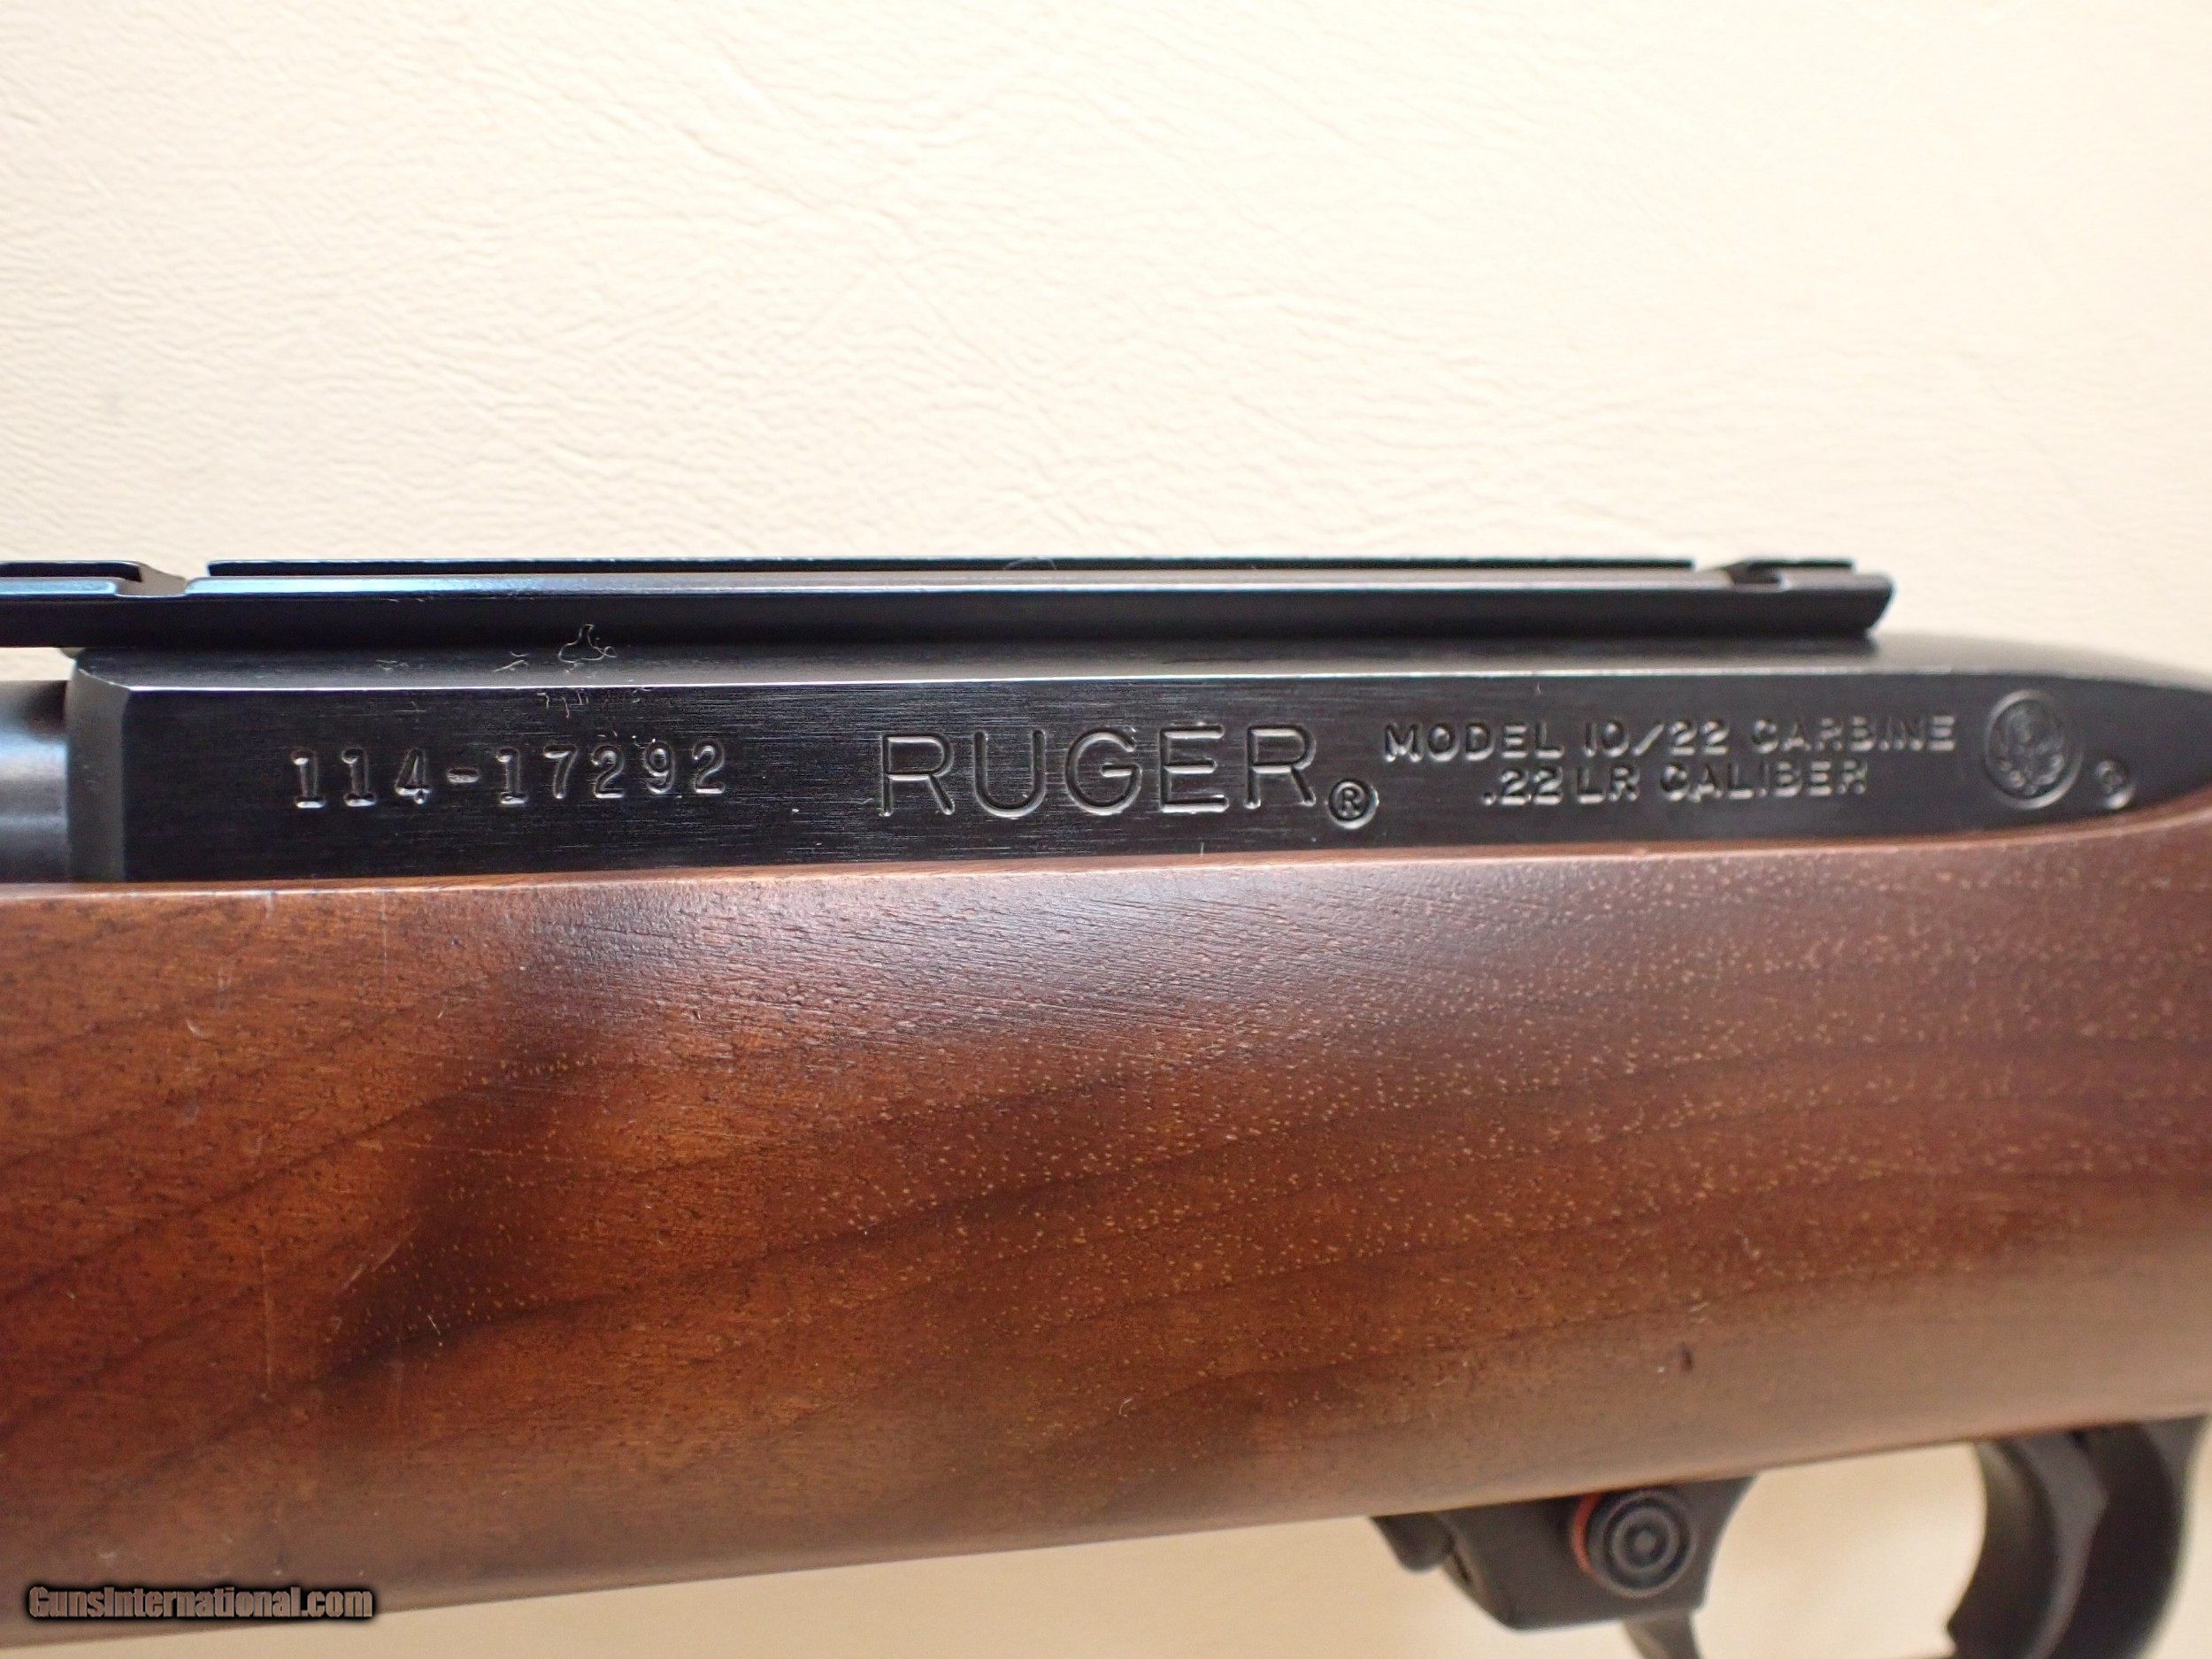 114-17292
RUGER®
MODEL 10/22 CARBINE
.22 LR CALIBER
®
GunsInternational.com